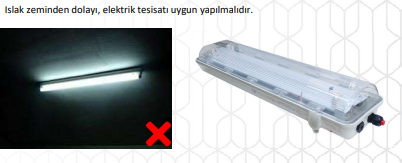 Islak zeminden dolayı, elektrik tesisatı uygun yapılmalıdır.